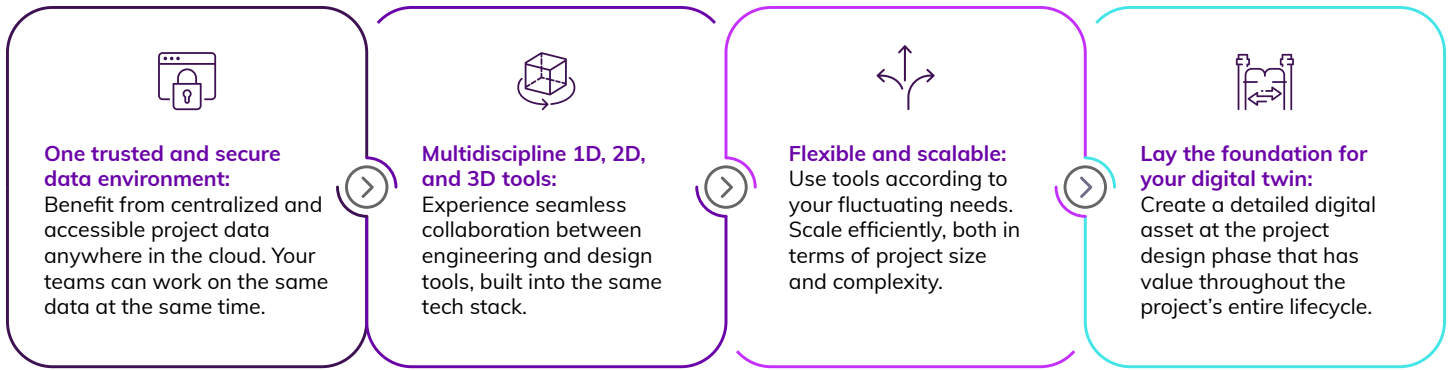 One trusted and secure
data environment:
Benefit from centralized and
accessible project data
anywhere in the cloud. Your
teams can work on the same
data at the same time.
Multidiscipline 1D, 2D,
and 3D tools:
Experience seamless
collaboration between
engineering and design
tools, built into the same
tech stack.
Flexible and scalable:
Use tools according to
your fluctuating needs.
Scale efficiently, both in
terms of project size
and complexity.
Lay the foundation for
your digital twin:
Create a detailed digital
asset at the project
design phase that has
value throughout the
project’s entire lifecycle.